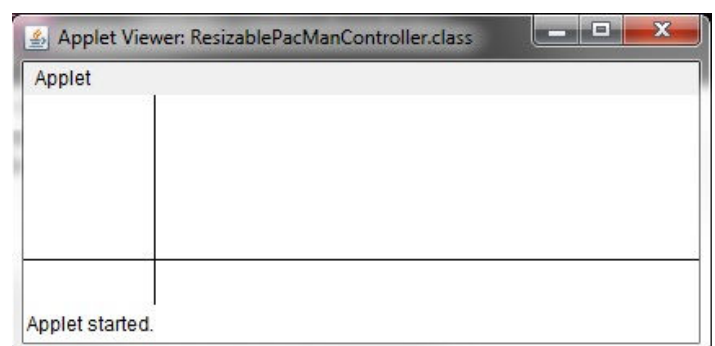 Applet Viewer: ResizablePacManController.class
Applet
Applet started.